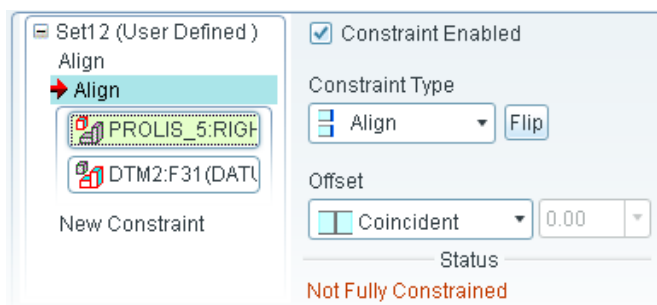 Set12 (User Defined)
Align
Align
PROLIS_5:RIGH
DTM2:F31(DATU
New Constraint
Constraint Enabled
Constraint Type
Align
Flip
Offset
Coincident
0.00
Status
Not Fully Constrained